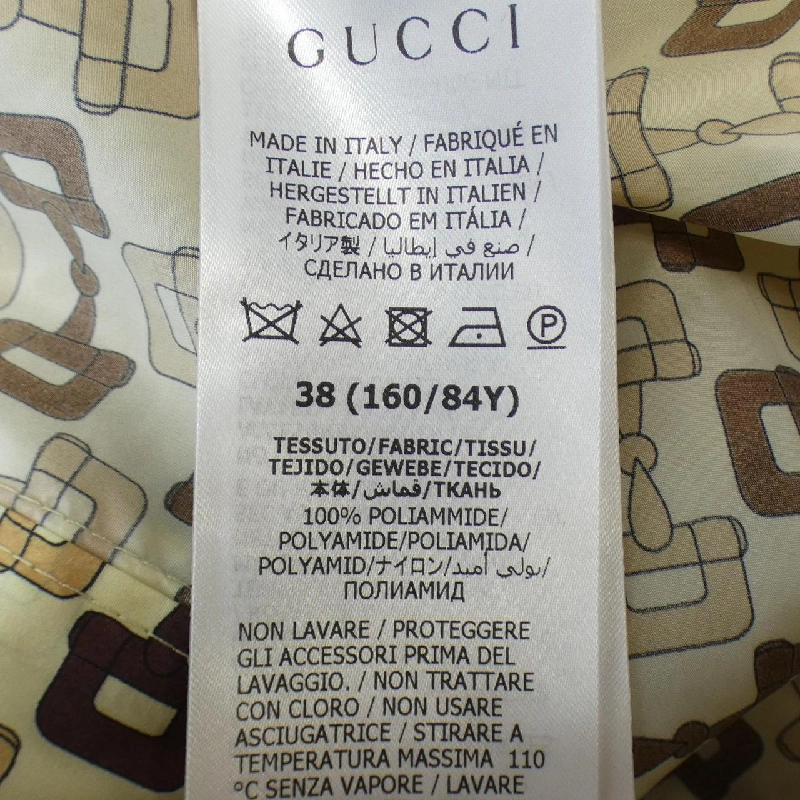 GUCCI
MADE IN ITALY / FABRIQUÉ EN
ITALIE / HECHO EN ITALIA /
HERGESTELLT IN ITALIEN /
FABRICADO EM ITÁLIA /
イタリア製 / صنع في إيطاليا /
СДЕЛАНО В ИТАЛИИ
P
38 (160/84Y)
TESSUTO/FABRIC/TISSU/
TEJIDO/GEWEBE/TECIDO/
本体/قماش/ТКАНЬ
100% POLIAMMIDE/
POLYAMIDE/POLIAMIDA/
POLYAMID/ナイロン/بولي أميد/
ПОЛИАМИД
NON LAVARE / PROTEGGERE
GLI ACCESSORI PRIMA DEL
LAVAGGIO. / NON TRATTARE
CON CLORO / NON USARE
ASCIUGATRICE / STIRARE A
TEMPERATURA MASSIMA 110
°C SENZA VAPORE / LAVARE